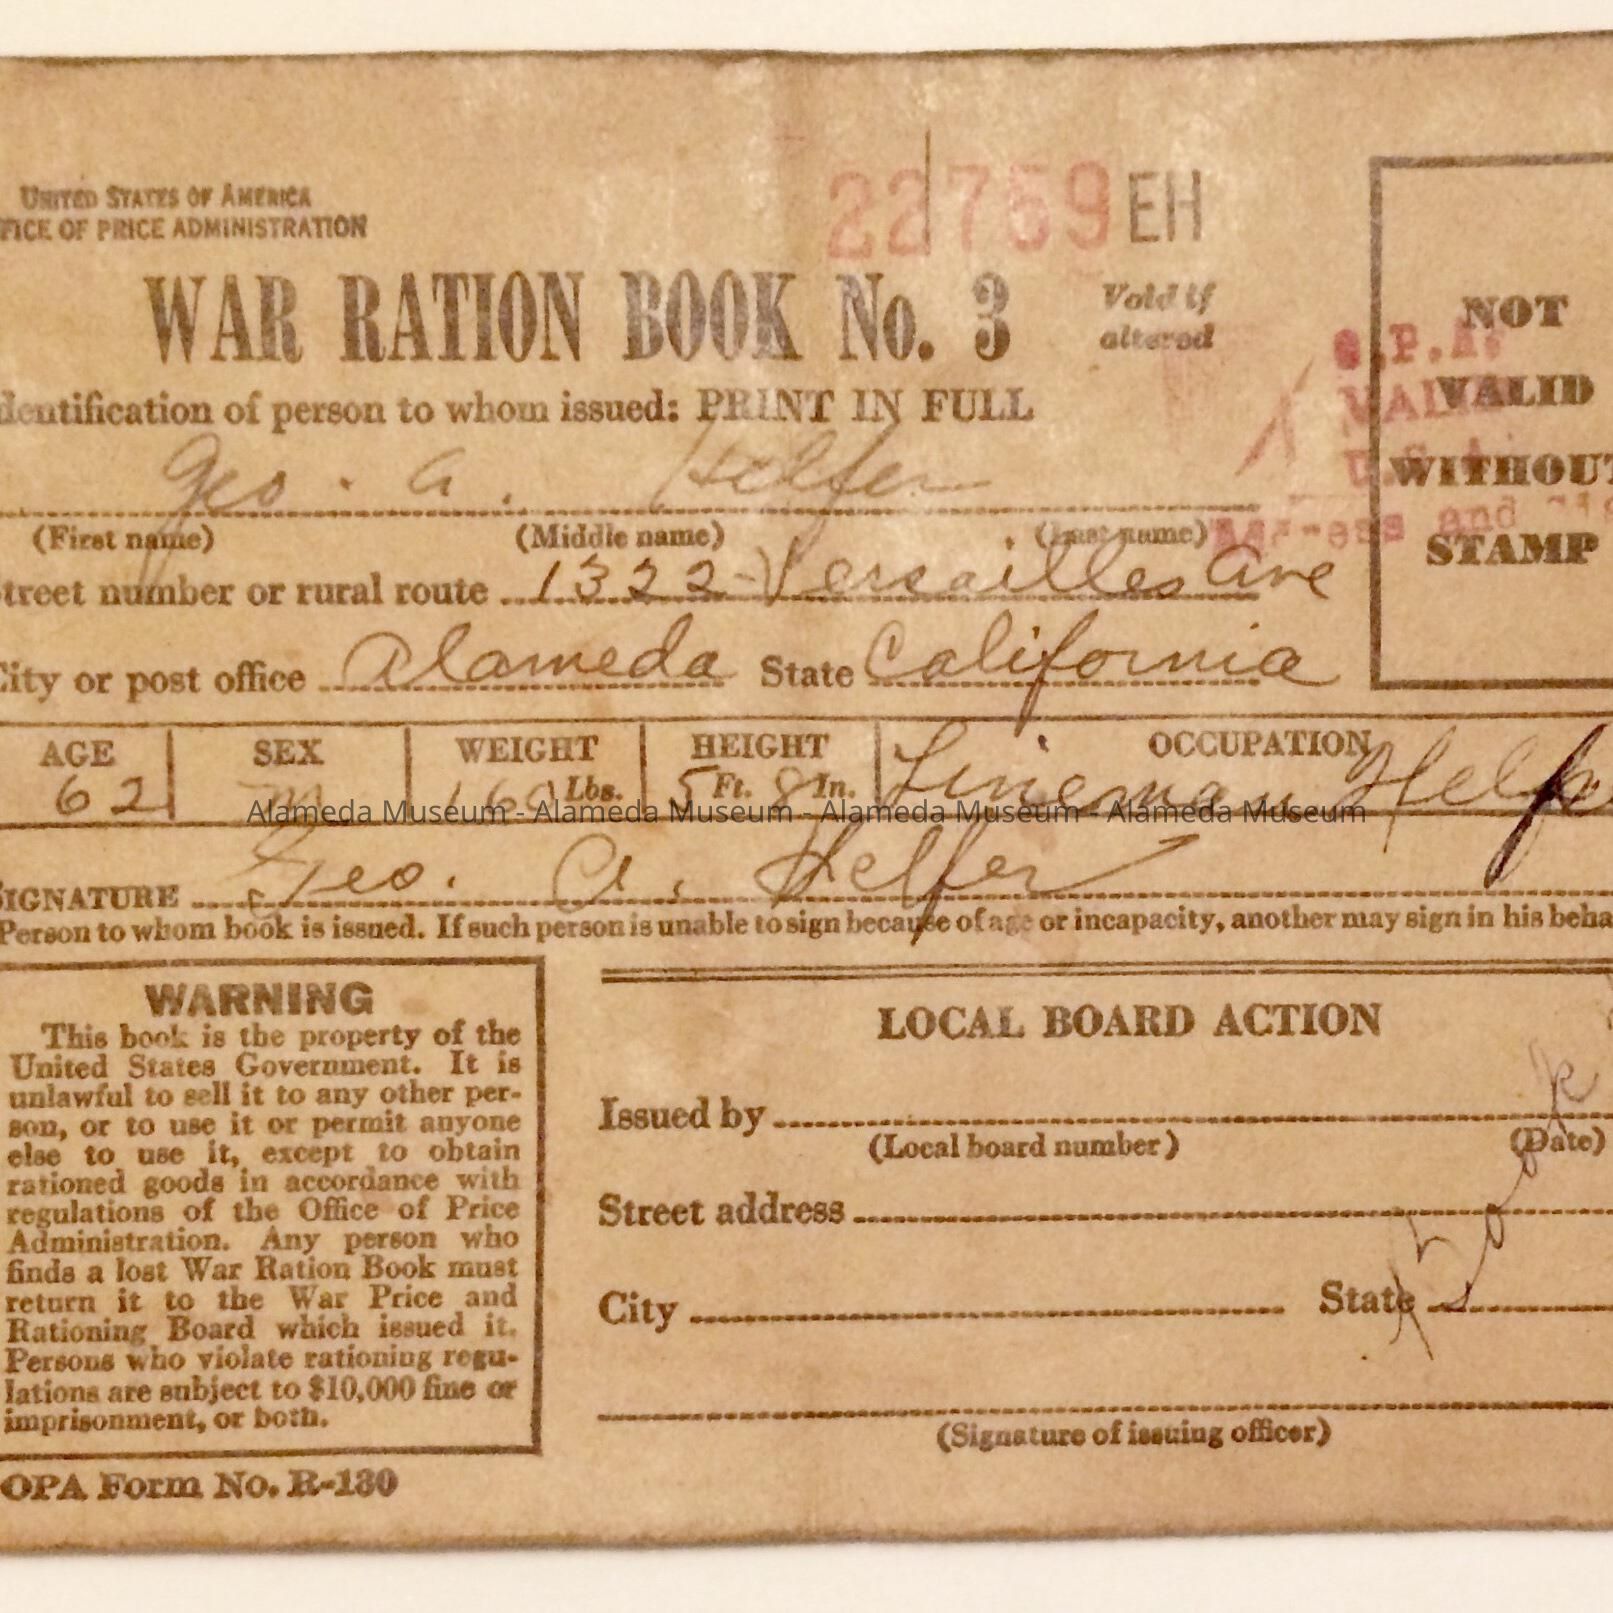 UNITED STATES OF AMERICA
FICE OF PRICE ADMINISTRATION
22759 EH
WAR RATION BOOK No. 3
Void if
altered
dentification of person to whom issued: PRINT IN FULL
Geo. A. Helfer
(First name) (Middle name) (Last name)
treet number or rural route 1322-Versailles Ave
City or post office Alameda State California
NOT
VALID
WITHOUT
STAMP
O.P.A.
VALID
and
AGE SEX WEIGHT HEIGHT OCCUPATION
62 m 160 Lbs. 5 Ft. 8 In. Lineman Help
Alameda Museum - Alameda Museum - Alameda Museum - Alameda Museum
SIGNATURE Geo. A. Helfer
Person to whom book is issued. If such person is unable to sign because of age or incapacity, another may sign in his beha
WARNING
This book is the property of the
United States Government. It is
unlawful to sell it to any other per-
son, or to use it or permit anyone
else to use it, except to obtain
rationed goods in accordance with
regulations of the Office of Price
Administration. Any person who
finds a lost War Ration Book must
return it to the War Price and
Rationing Board which issued it.
Persons who violate rationing regu-
lations are subject to $10,000 fine or
imprisonment, or both.
OPA Form No. R-130
LOCAL BOARD ACTION
Issued by
(Local board number) (Date)
Street address
City State
(Signature of issuing officer)